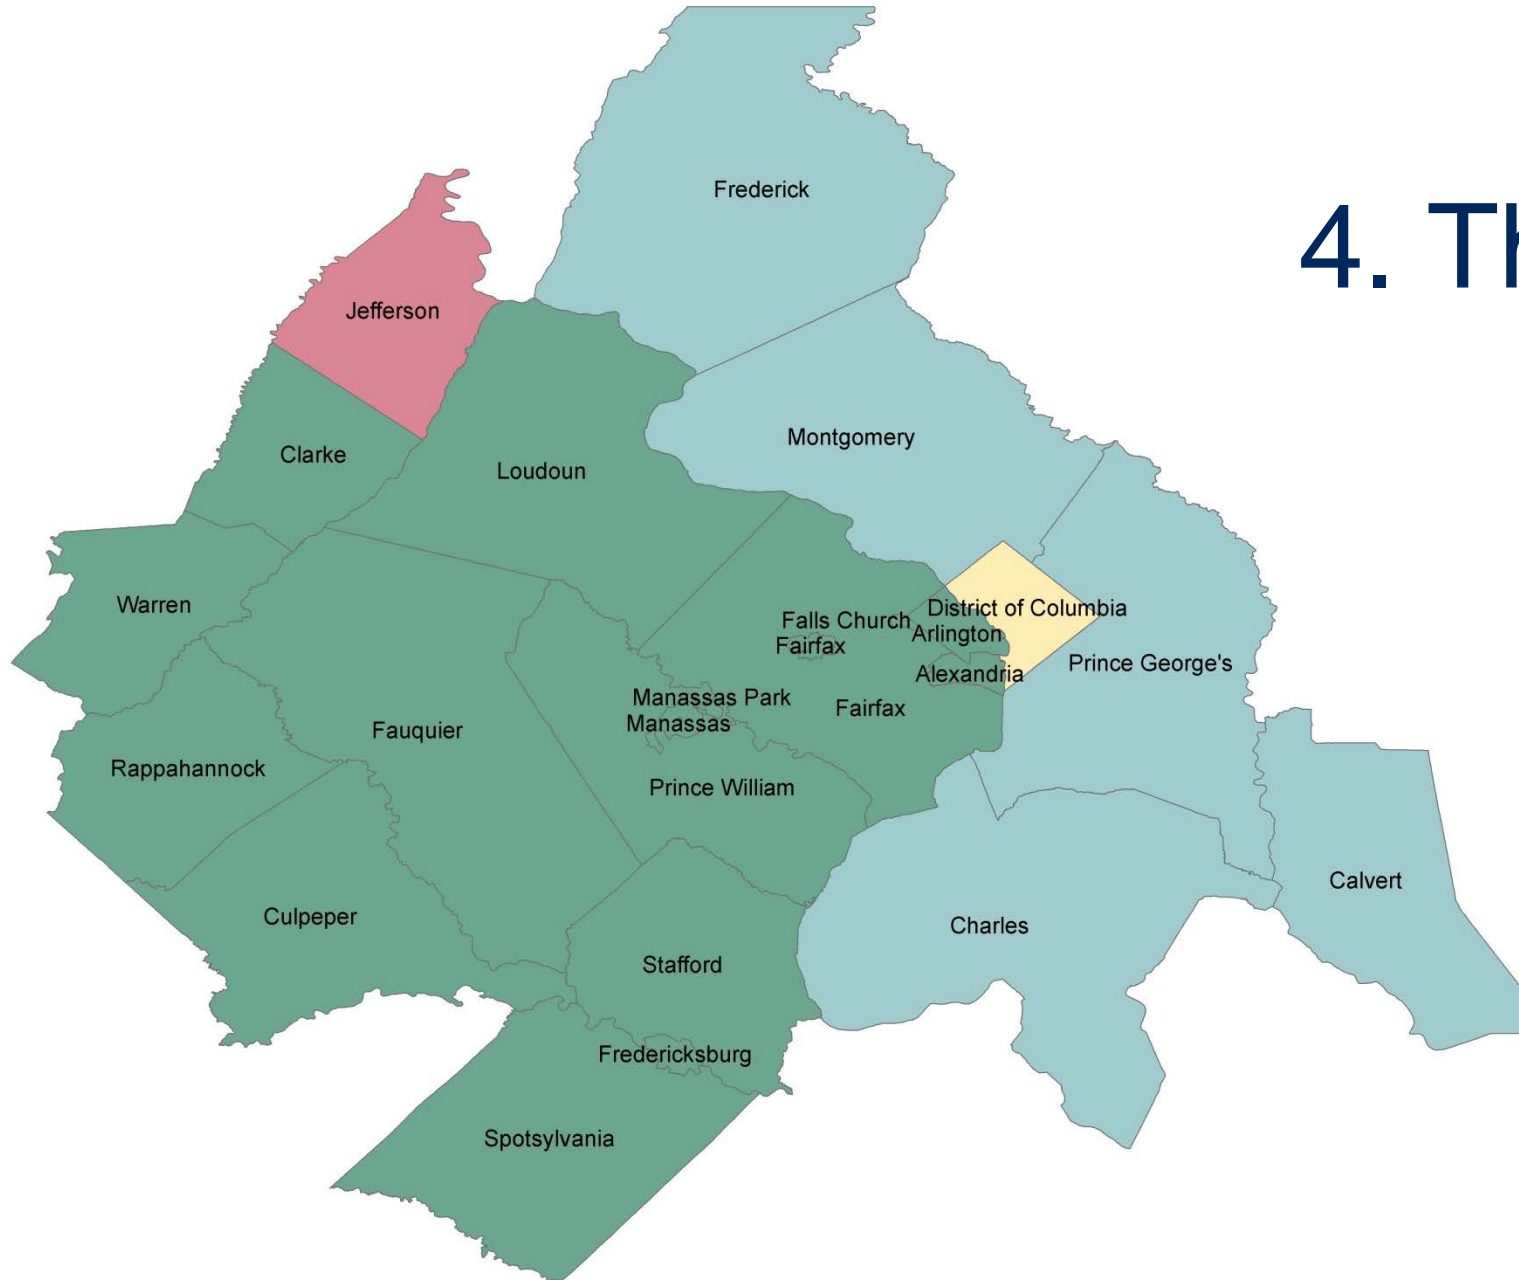 Frederick
4. Th
Jefferson
Montgomery
Clarke
Loudoun
Warren
District of Columbia
Falls Church
Arlington
Fairfax
Prince George's
Alexandria
Manassas Park
Fairfax
Manassas
Fauquier
Rappahannock
Prince William
Calvert
Culpeper
Charles
Stafford
Fredericksburg
Spotsylvania